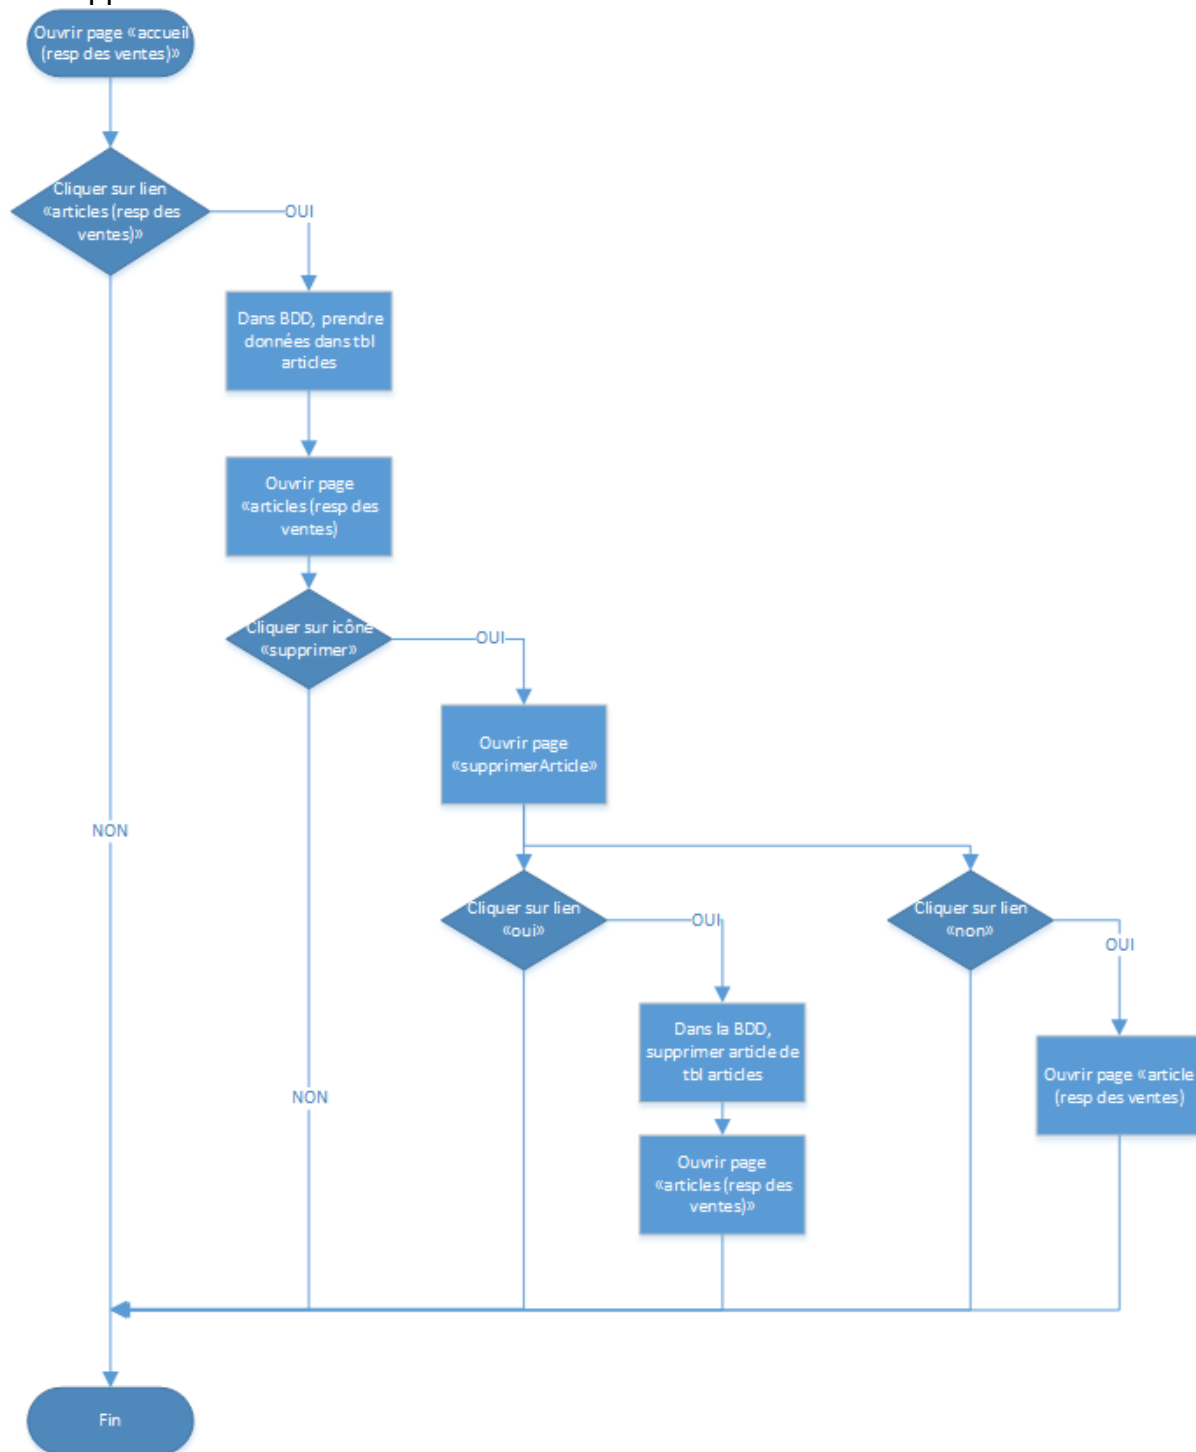 Ouvrir page «accueil
(resp des ventes)»
Cliquer sur lien
«articles (resp des
ventes)»
OUI
Dans BDD, prendre
données dans tbl
articles
Ouvrir page
«articles (resp des
ventes)
Cliquer sur icône
«supprimer»
OUI
Ouvrir page
«supprimerArticle»
NON
Cliquer sur lien
«oui»
OUI
Cliquer sur lien
«non»
OUI
Dans la BDD,
supprimer article de
tbl articles
Ouvrir page «article
(resp des ventes)
NON
Ouvrir page
«articles (resp des
ventes)»
Fin